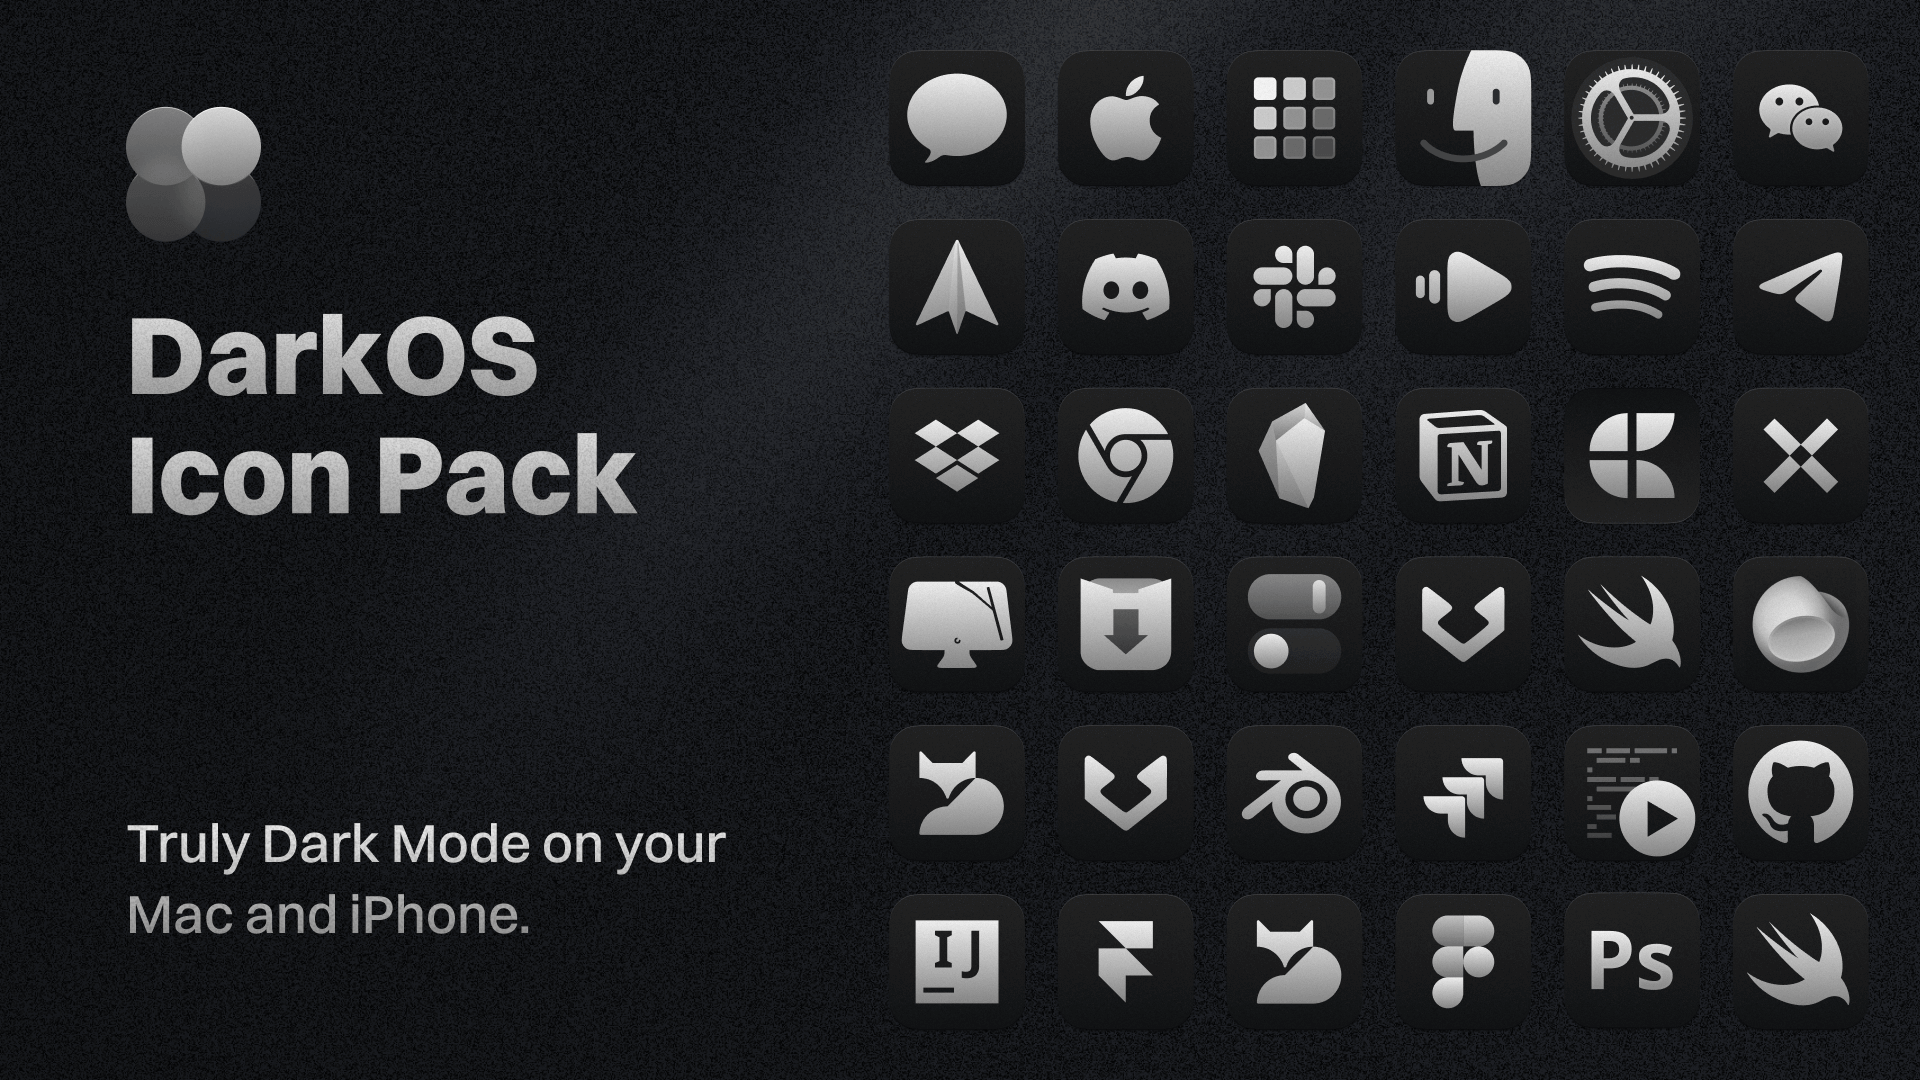 DarkOS
Icon Pack
Truly Dark Mode on your
Mac and iPhone.
N
IJ
Ps